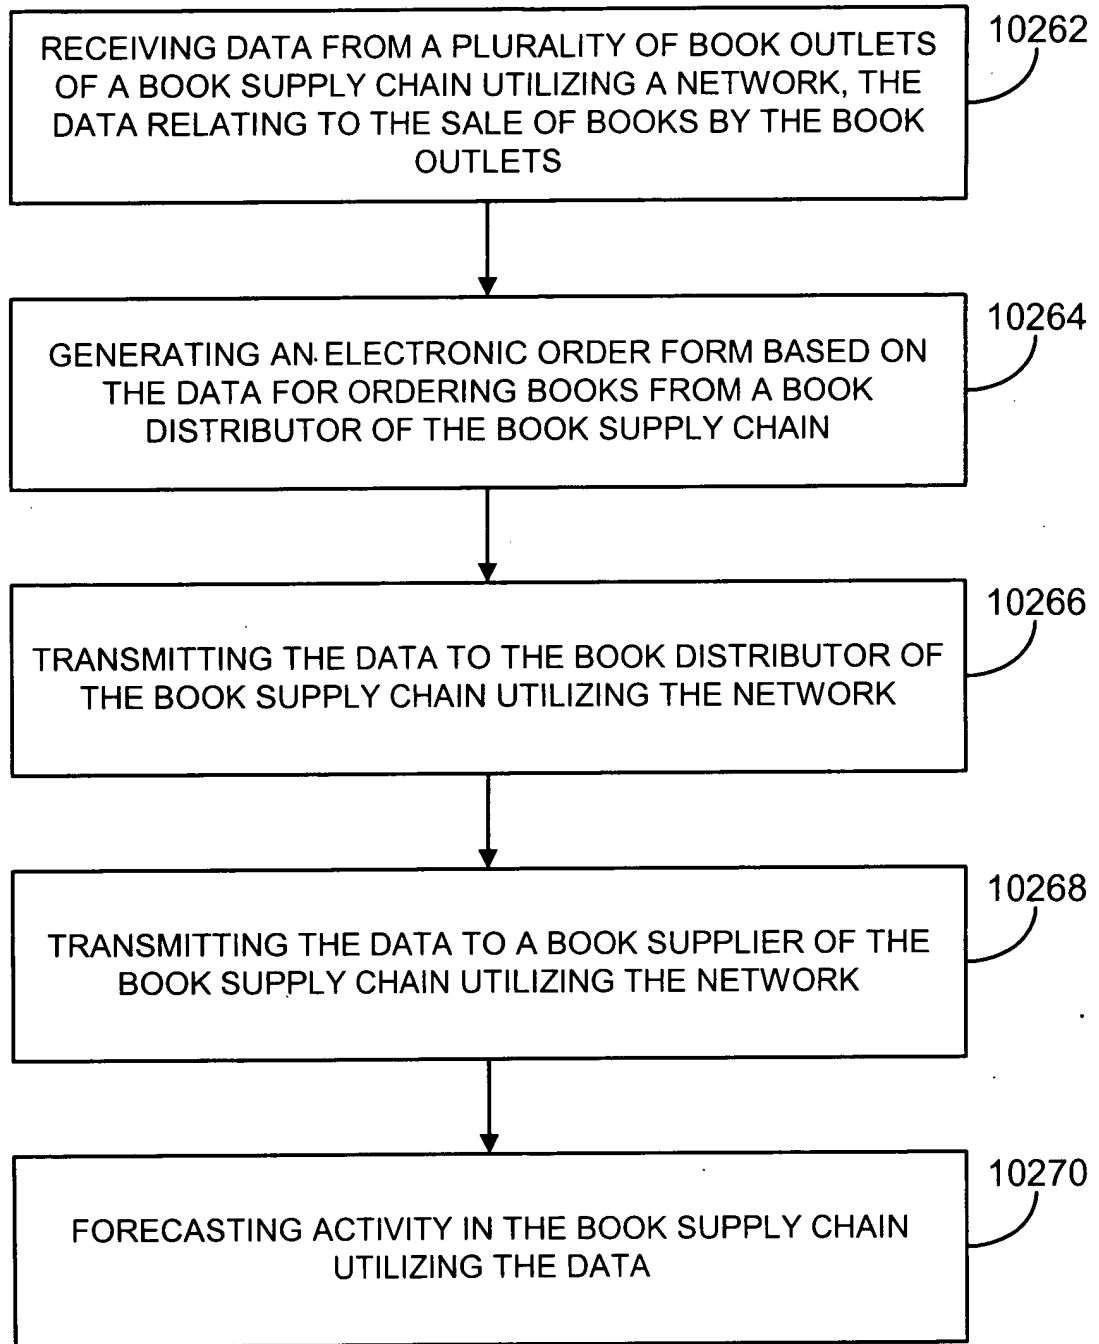 RECEIVING DATA FROM A PLURALITY OF BOOK OUTLETS
OF A BOOK SUPPLY CHAIN UTILIZING A NETWORK, THE
DATA RELATING TO THE SALE OF BOOKS BY THE BOOK
OUTLETS
10262
GENERATING AN ELECTRONIC ORDER FORM BASED ON
THE DATA FOR ORDERING BOOKS FROM A BOOK
DISTRIBUTOR OF THE BOOK SUPPLY CHAIN
10264
TRANSMITTING THE DATA TO THE BOOK DISTRIBUTOR OF
THE BOOK SUPPLY CHAIN UTILIZING THE NETWORK
10266
TRANSMITTING THE DATA TO A BOOK SUPPLIER OF THE
BOOK SUPPLY CHAIN UTILIZING THE NETWORK
10268
FORECASTING ACTIVITY IN THE BOOK SUPPLY CHAIN
UTILIZING THE DATA
10270